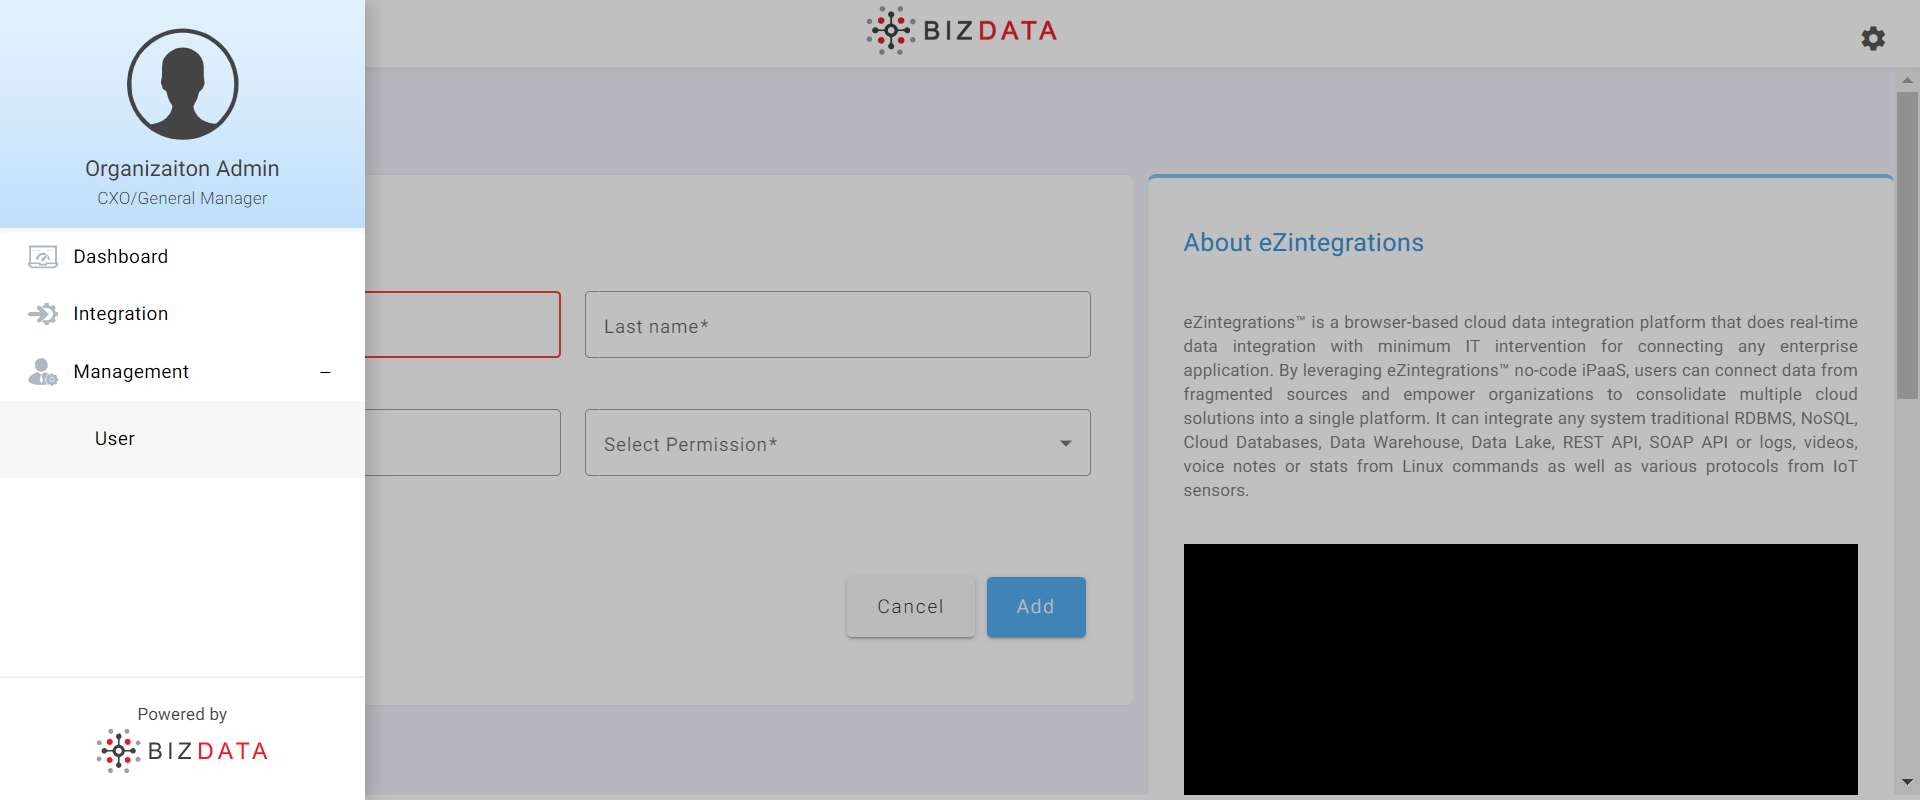 Organizaiton Admin
CXO/General Manager
Dashboard
Integration
Management
–
User
Powered by
BIZDATA
BIZDATA
Last name*
Select Permission*
Cancel
Add
About eZintegrations
eZintegrations™ is a browser-based cloud data integration platform that does real-time
data integration with minimum IT intervention for connecting any enterprise
application. By leveraging eZintegrations™ no-code iPaaS, users can connect data from
fragmented sources and empower organizations to consolidate multiple cloud
solutions into a single platform. It can integrate any system traditional RDBMS, NoSQL,
Cloud Databases, Data Warehouse, Data Lake, REST API, SOAP API or logs, videos,
voice notes or stats from Linux commands as well as various protocols from IoT
sensors.